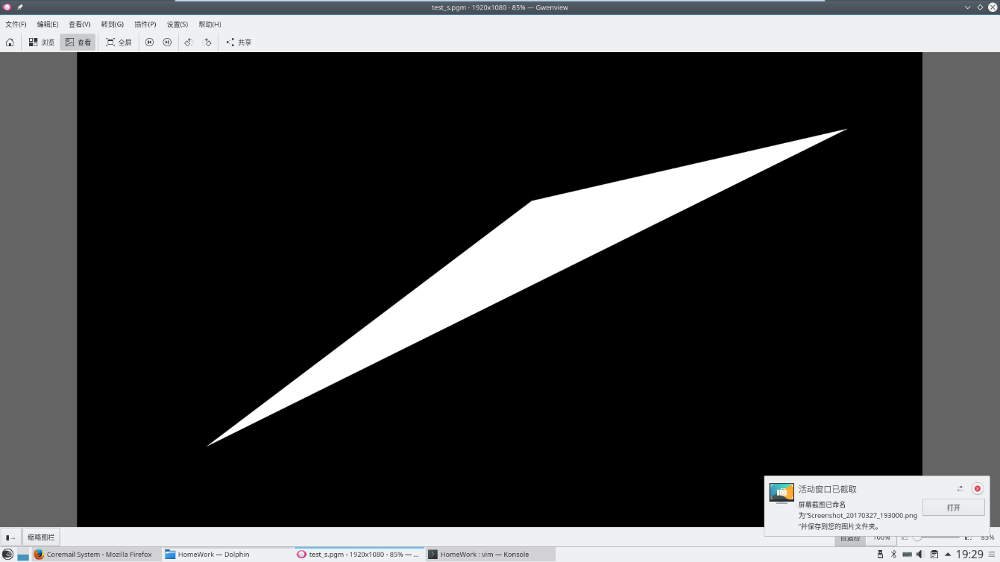 test_s.pgm - 1920x1080 - 85% — Gwenview
文件(F) 编辑(E) 查看(V) 转到(G) 插件(P) 设置(S) 帮助(H)
浏览 查看 全屏 共享
活动窗口已截取
屏幕截图已命名
为"Screenshot_20170327_193000.png
"并保存到您的图片文件夹。
打开
缩略图栏 自适应 100% 85%
Coremail System - Mozilla Firefox HomeWork — Dolphin test_s.pgm - 1920x1080 - 85% — ... HomeWork : vim — Konsole 19:29